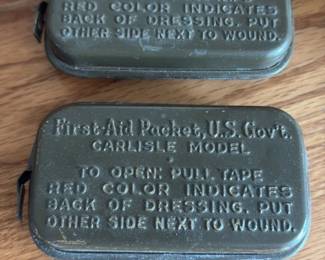 RED COLOR INDICATES
BACK OF DRESSING. PUT
OTHER SIDE NEXT TO WOUND.
First-Aid Packet, U.S. Gov't.
CARLISLE MODEL
TO OPEN: PULL TAPE
RED COLOR INDICATES
BACK OF DRESSING. PUT
OTHER SIDE NEXT TO WOUND.